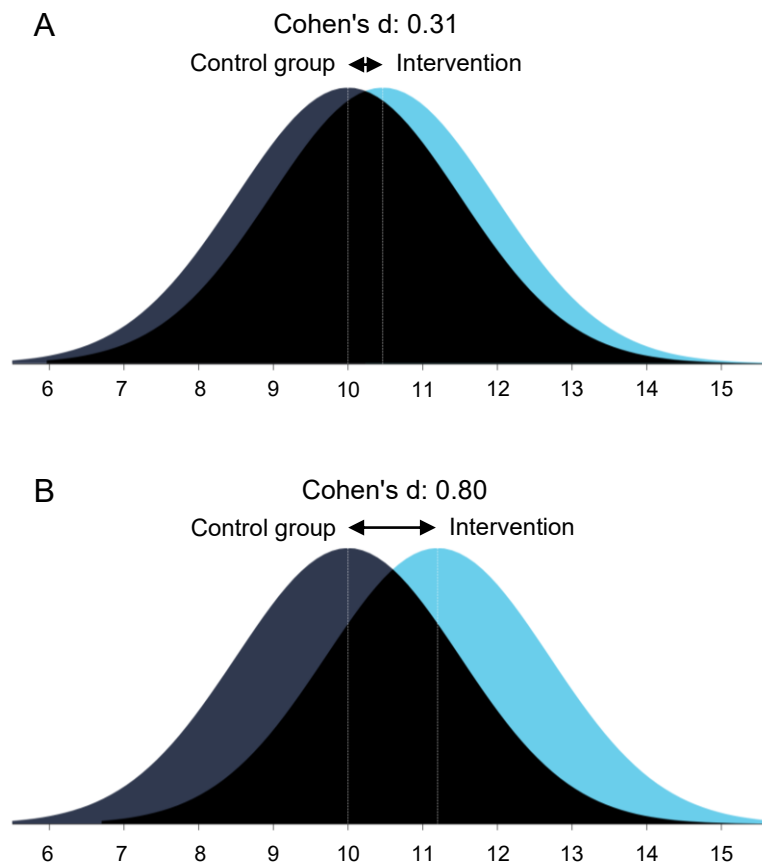 A
Cohen's d: 0.31
Control group Intervention
6 7 8 9 10 11 12 13 14 15
B
Cohen's d: 0.80
Control group Intervention
6 7 8 9 10 11 12 13 14 15